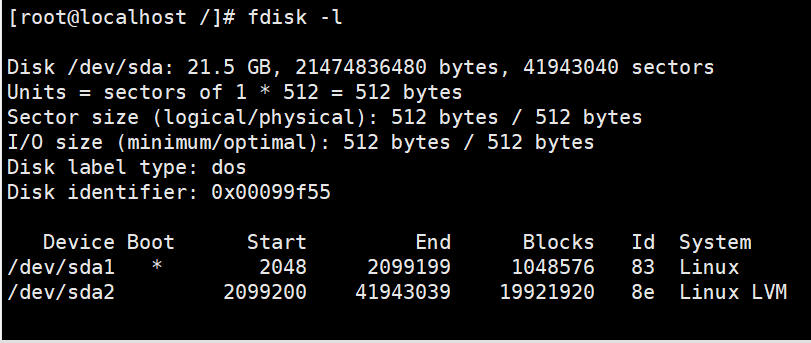 [root@localhost /]# fdisk -l
Disk /dev/sda: 21.5 GB, 21474836480 bytes, 41943040 sectors
Units = sectors of 1 * 512 = 512 bytes
Sector size (logical/physical): 512 bytes / 512 bytes
I/O size (minimum/optimal): 512 bytes / 512 bytes
Disk label type: dos
Disk identifier: 0x00099f55
   Device Boot      Start         End      Blocks   Id  System
/dev/sda1   *        2048     2099199     1048576   83  Linux
/dev/sda2         2099200    41943039    19921920   8e  Linux LVM